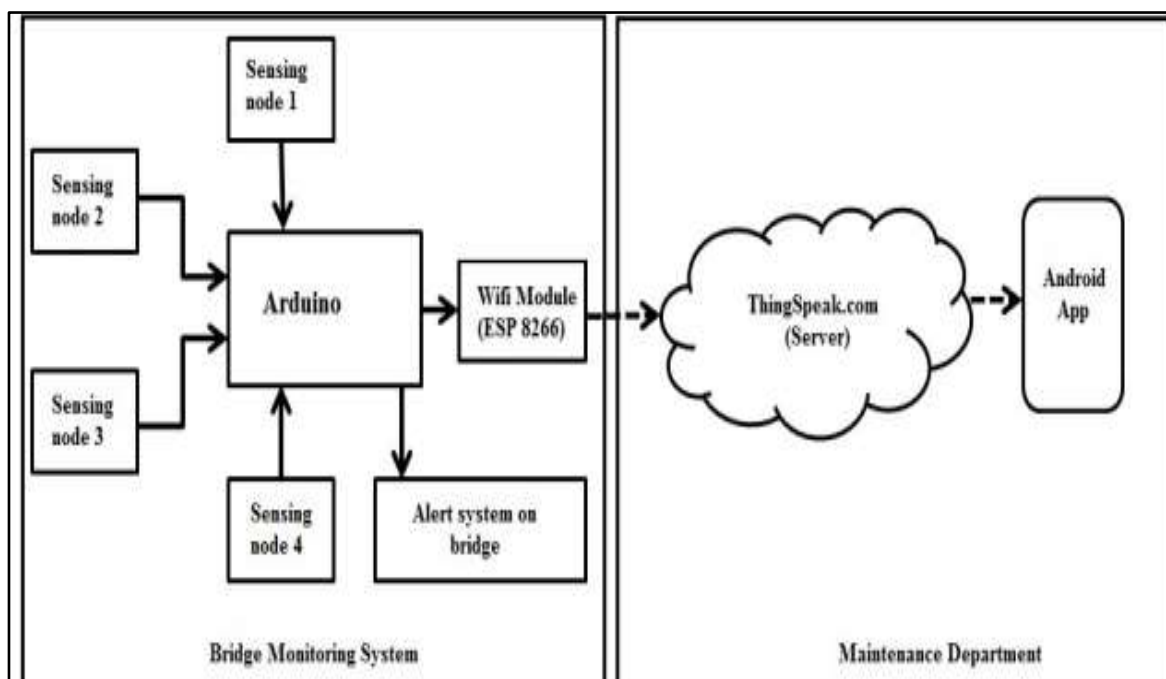 Sensing
node 1
Sensing
node 2
Arduino
Wifi Module
(ESP 8266)
ThingSpeak.com
(Server)
Android
App
Sensing
node 3
Sensing
node 4
Alert system on
bridge
Bridge Monitoring System
Maintenance Department